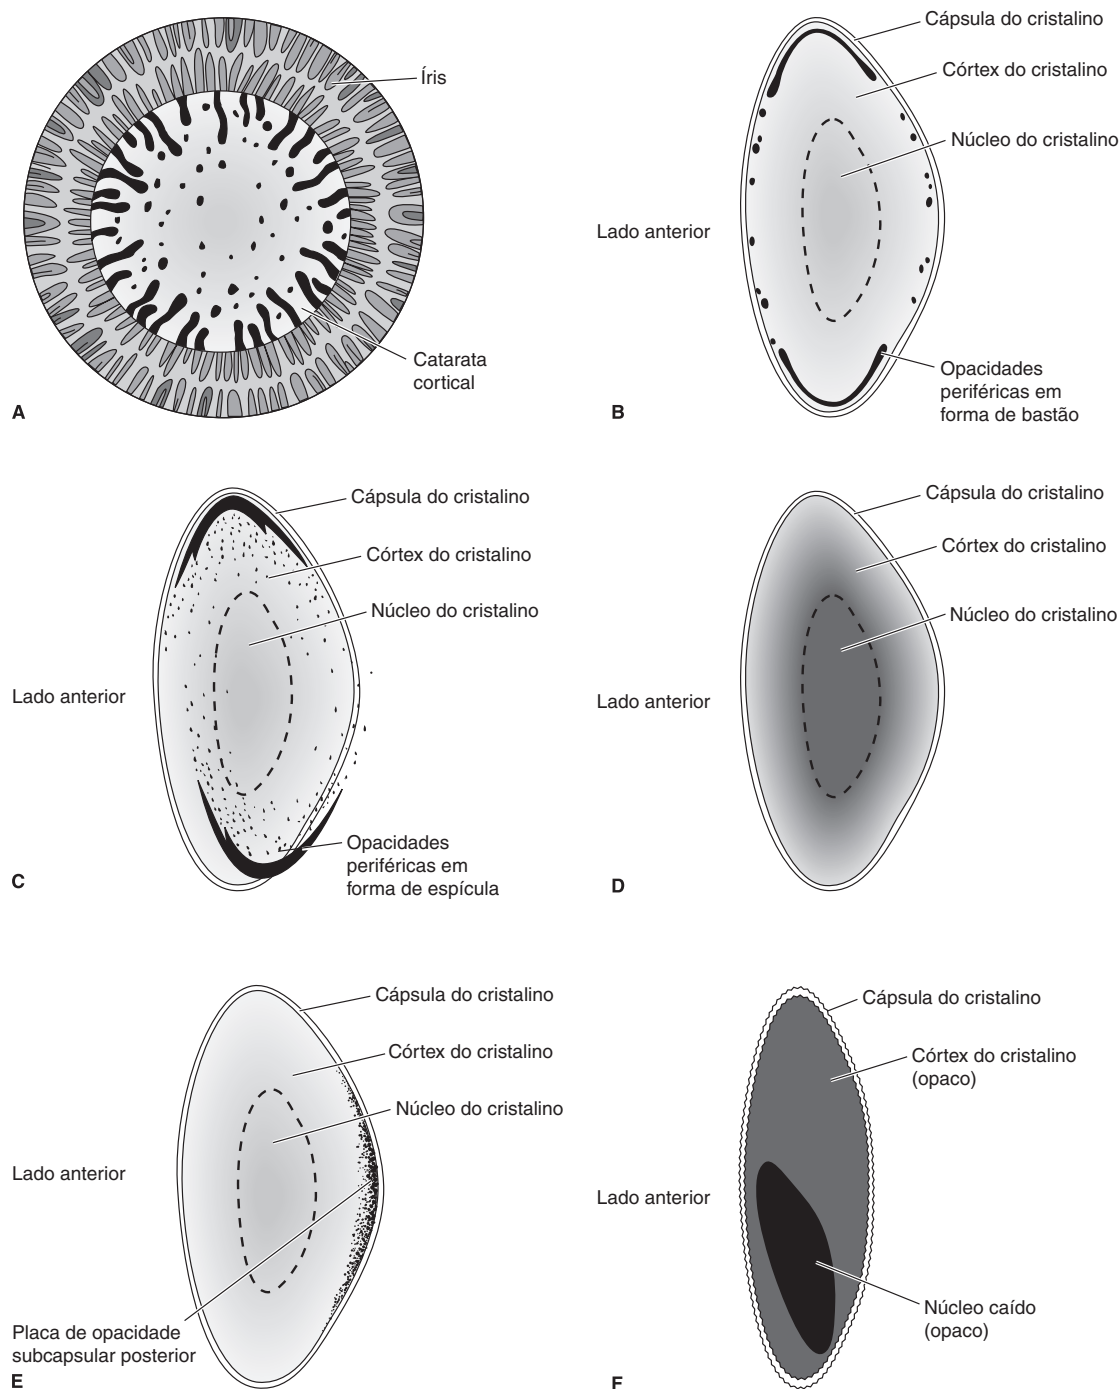 Íris
Catarata
cortical
A
Cápsula do cristalino
Córtex do cristalino
Núcleo do cristalino
Lado anterior
Opacidades
periféricas em
forma de bastão
B
Cápsula do cristalino
Córtex do cristalino
Núcleo do cristalino
Lado anterior
Opacidades
periféricas em
forma de espícula
C
Cápsula do cristalino
Córtex do cristalino
Núcleo do cristalino
Lado anterior
D
Cápsula do cristalino
Córtex do cristalino
Núcleo do cristalino
Lado anterior
Placa de opacidade
subcapsular posterior
E
Cápsula do cristalino
Córtex do cristalino
(opaco)
Lado anterior
Núcleo caído
(opaco)
F